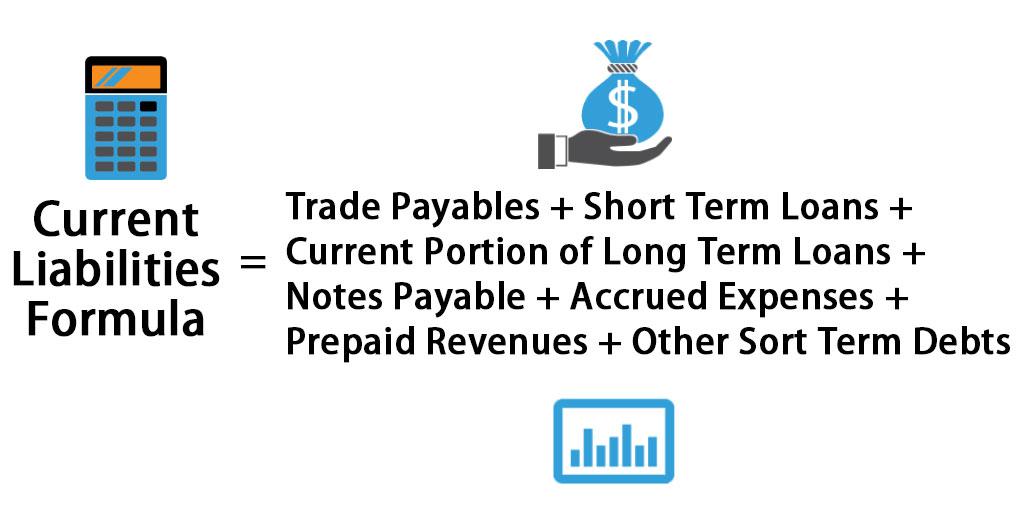 Current
Liabilities
Formula
=
Trade Payables + Short Term Loans +
Current Portion of Long Term Loans +
Notes Payable + Accrued Expenses +
Prepaid Revenues + Other Sort Term Debts
$